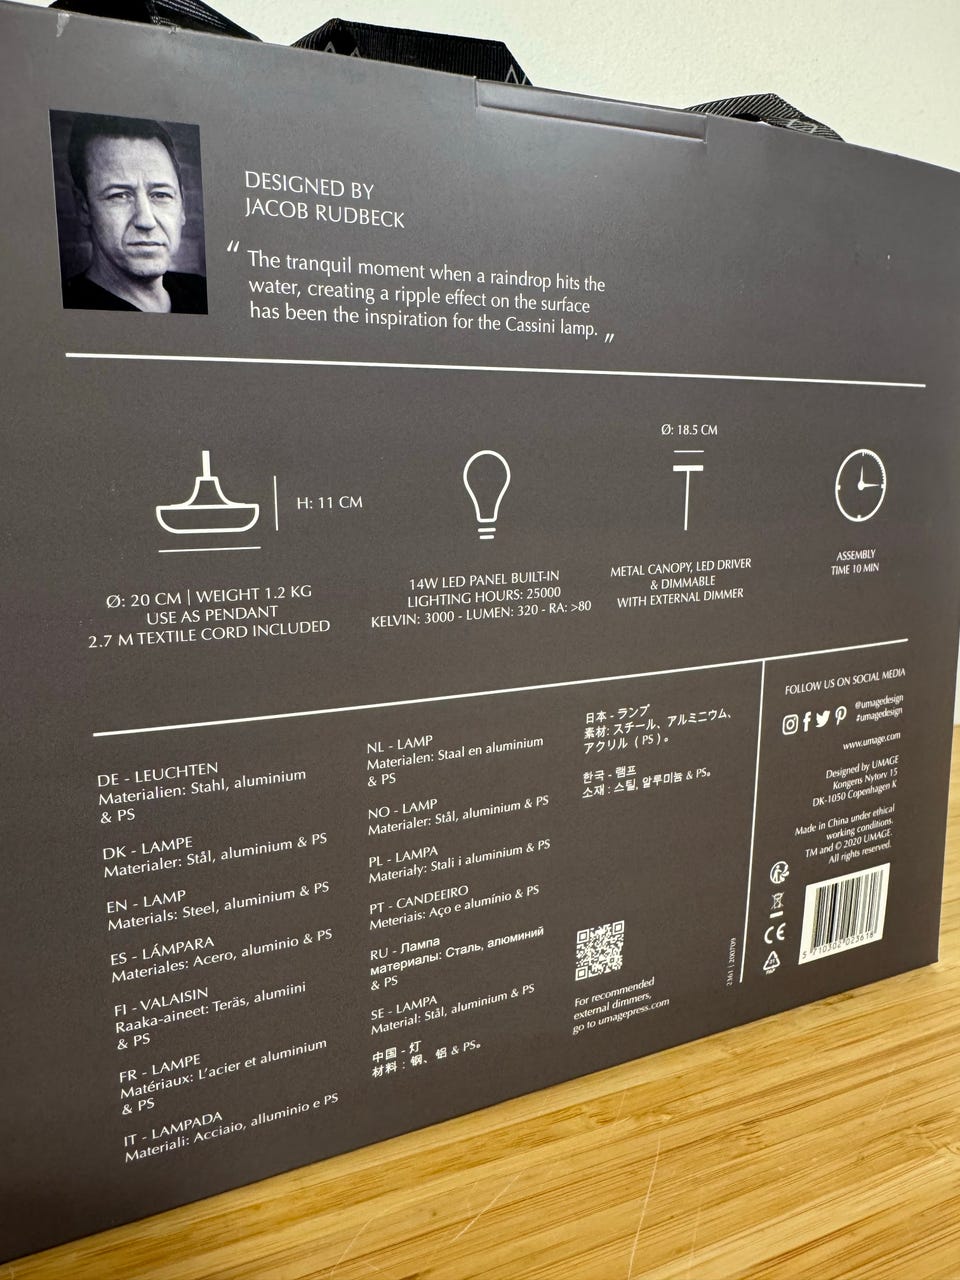 DESIGNED BY
JACOB RUDBECK
“ The tranquil moment when a raindrop hits the
water, creating a ripple effect on the surface
has been the inspiration for the Cassini lamp. ”
H: 11 CM
Ø: 20 CM | WEIGHT 1.2 KG
USE AS PENDANT
2.7 M TEXTILE CORD INCLUDED
14W LED PANEL BUILT-IN
LIGHTING HOURS: 25000
KELVIN: 3000 - LUMEN: 320 - RA: >80
Ø: 18.5 CM
METAL CANOPY, LED DRIVER
& DIMMABLE
WITH EXTERNAL DIMMER
ASSEMBLY
TIME 10 MIN
DE - LEUCHTEN
Materialien: Stahl, aluminium
& PS
DK - LAMPE
Materialer: Stål, aluminium & PS
EN - LAMP
Materials: Steel, aluminium & PS
ES - LÁMPARA
Materiales: Acero, aluminio & PS
FI - VALAISIN
Raaka-aineet: Teräs, alumiini
& PS
FR - LAMPE
Matériaux: L'acier et aluminium
& PS
IT - LAMPADA
Materiali: Acciaio, alluminio e PS
NL - LAMP
Materialen: Staal en aluminium
& PS
NO - LAMP
Materialer: Stål, aluminium & PS
PL - LAMPA
Materiały: Stali i aluminium & PS
PT - CANDEEIRO
Meteriais: Aço e alumínio & PS
RU - Лампа
материалы: Сталь, алюминий
& PS
SE - LAMPA
Material: Stål, aluminium & PS
中国 - 灯
材料：钢、铝 & PS。
日本 - ランプ
素材: スチール、アルミニウム、
アクリル（PS）。
한국 - 램프
소재 : 스틸, 알루미늄 & PS。
For recommended
external dimmers,
go to umagepress.com
2361 | 200709
FOLLOW US ON SOCIAL MEDIA
@umagedesign
#umagedesign
www.umage.com
Designed by UMAGE
Kongens Nytorv 15
DK-1050 Copenhagen K
Made in China under ethical
working conditions.
TM and © 2020 UMAGE.
All rights reserved.
CE
5 710302 023618